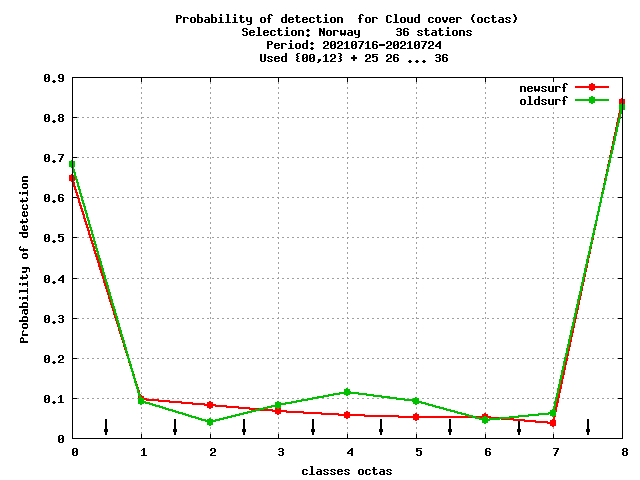 Probability of detection  for Cloud cover (octas)
Selection: Norway     36 stations
Period: 20210716-20210724
Used {00,12} + 25 26 ... 36
newsurf
oldsurf
0.9
0.8
0.7
0.6
0.5
0.4
0.3
0.2
0.1
0
Probability of detection
0 1 2 3 4 5 6 7 8
classes octas